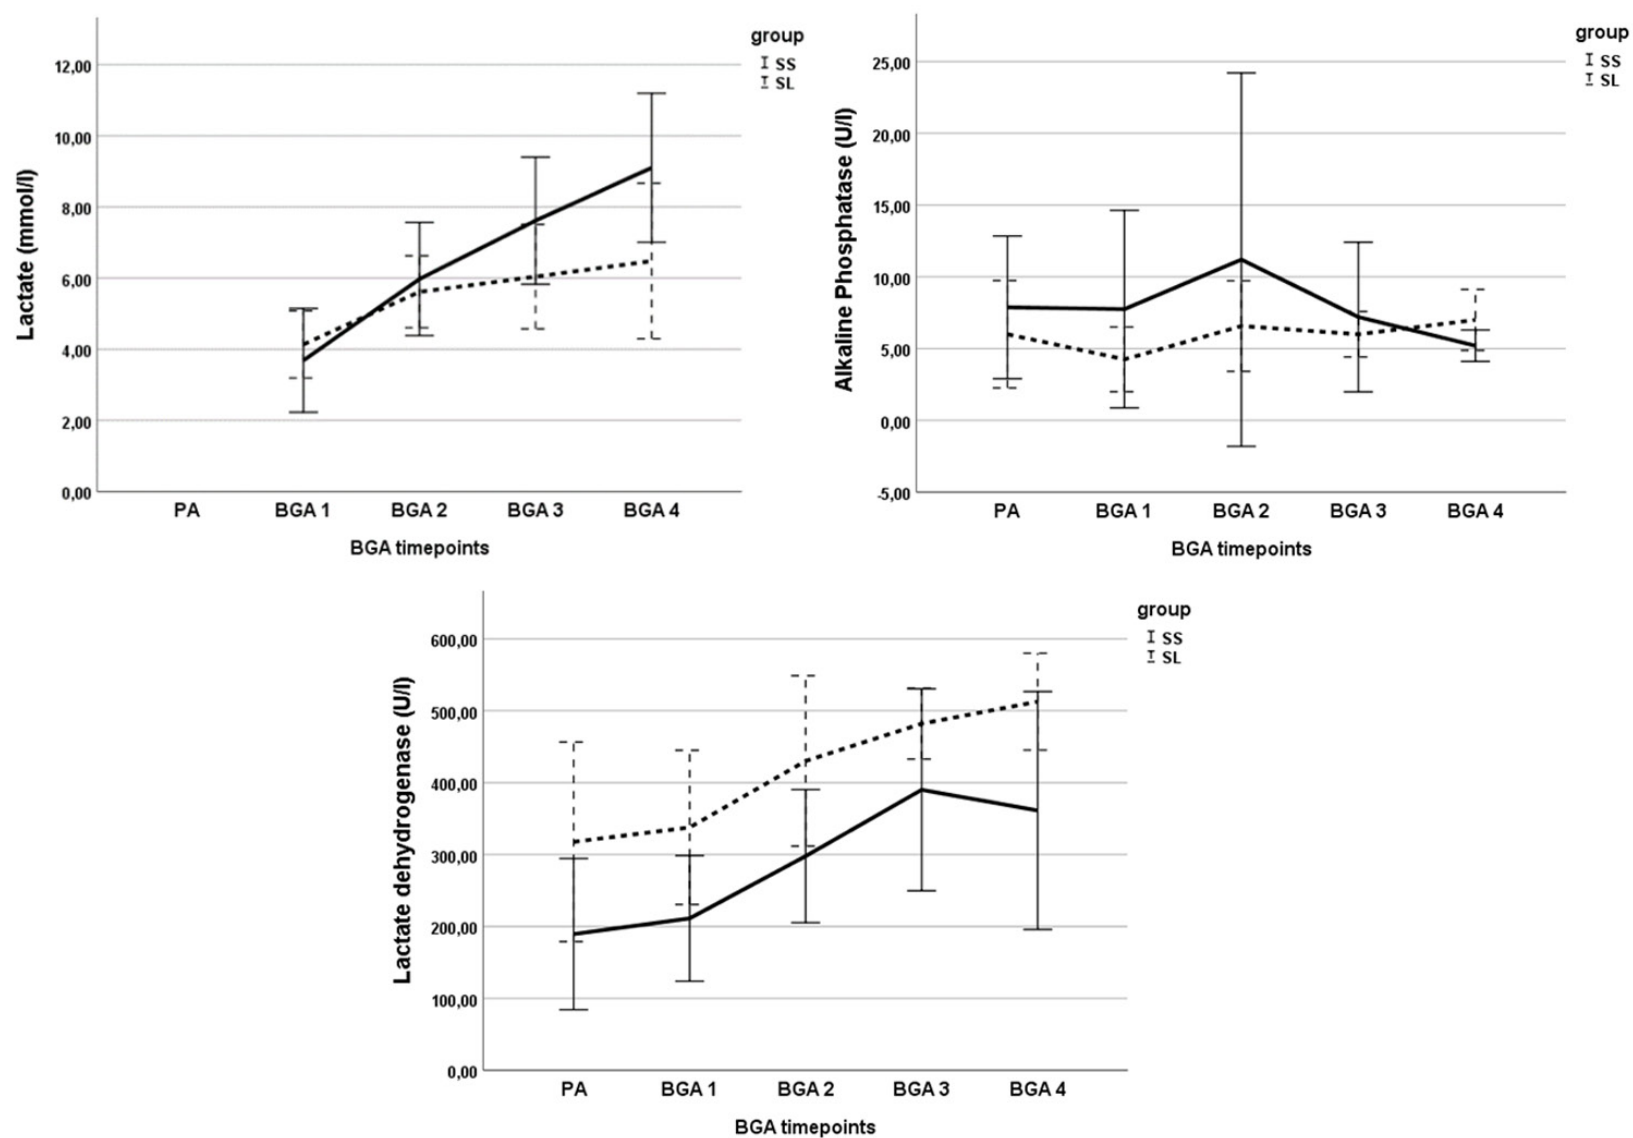 group
SS
SL
Lactate (mmol/l)
12,00
10,00
8,00
6,00
4,00
2,00
0,00
PA BGA 1 BGA 2 BGA 3 BGA 4
BGA timepoints
group
SS
SL
Alkaline Phosphatase (U/l)
25,00
20,00
15,00
10,00
5,00
0,00
-5,00
PA BGA 1 BGA 2 BGA 3 BGA 4
BGA timepoints
group
SS
SL
Lactate dehydrogenase (U/l)
600,00
500,00
400,00
300,00
200,00
100,00
0,00
PA BGA 1 BGA 2 BGA 3 BGA 4
BGA timepoints